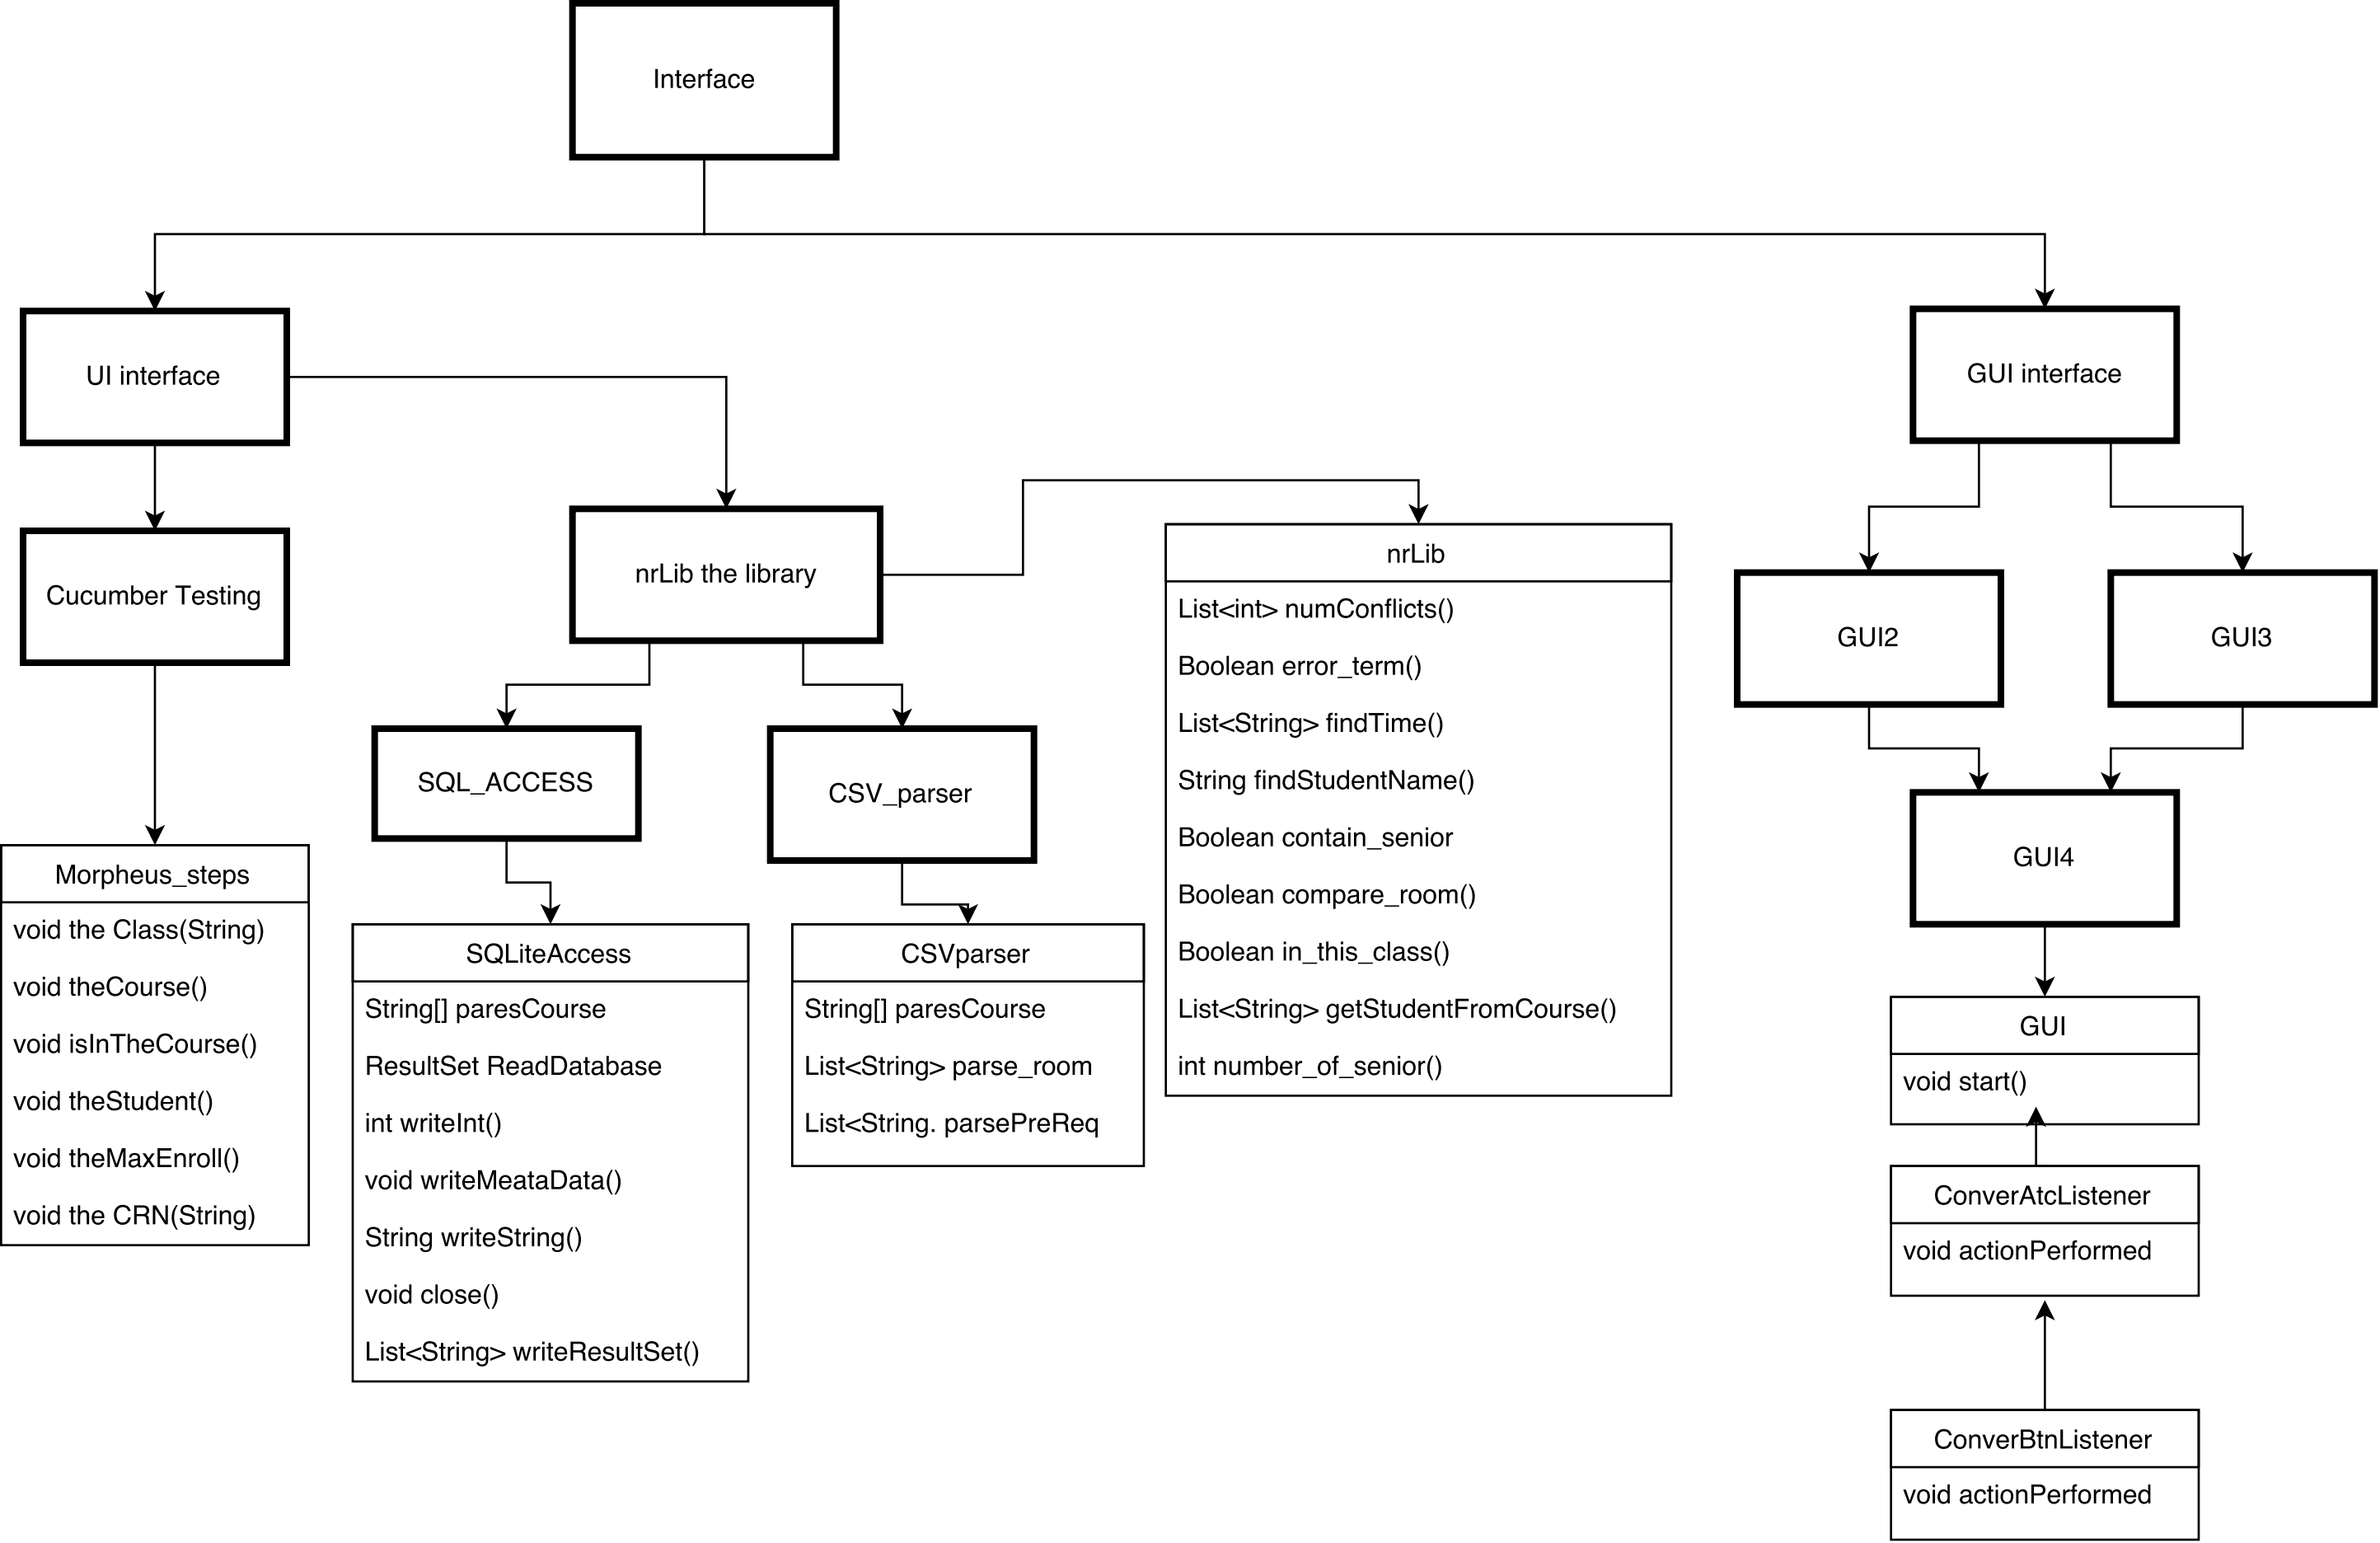 Interface
UI interface
GUI interface
Cucumber Testing
nrLib the library
GUI2
GUI3
SQL_ACCESS
CSV_parser
GUI4
Morpheus_steps
void the Class(String)
void theCourse()
void isInTheCourse()
void theStudent()
void theMaxEnroll()
void the CRN(String)
SQLiteAccess
String[] paresCourse
ResultSet ReadDatabase
int writeInt()
void writeMeataData()
String writeString()
void close()
List<String> writeResultSet()
CSVparser
String[] paresCourse
List<String> parse_room
List<String. parsePreReq
nrLib
List<int> numConflicts()
Boolean error_term()
List<String> findTime()
String findStudentName()
Boolean contain_senior
Boolean compare_room()
Boolean in_this_class()
List<String> getStudentFromCourse()
int number_of_senior()
GUI
void start()
ConverAtcListener
void actionPerformed
ConverBtnListener
void actionPerformed